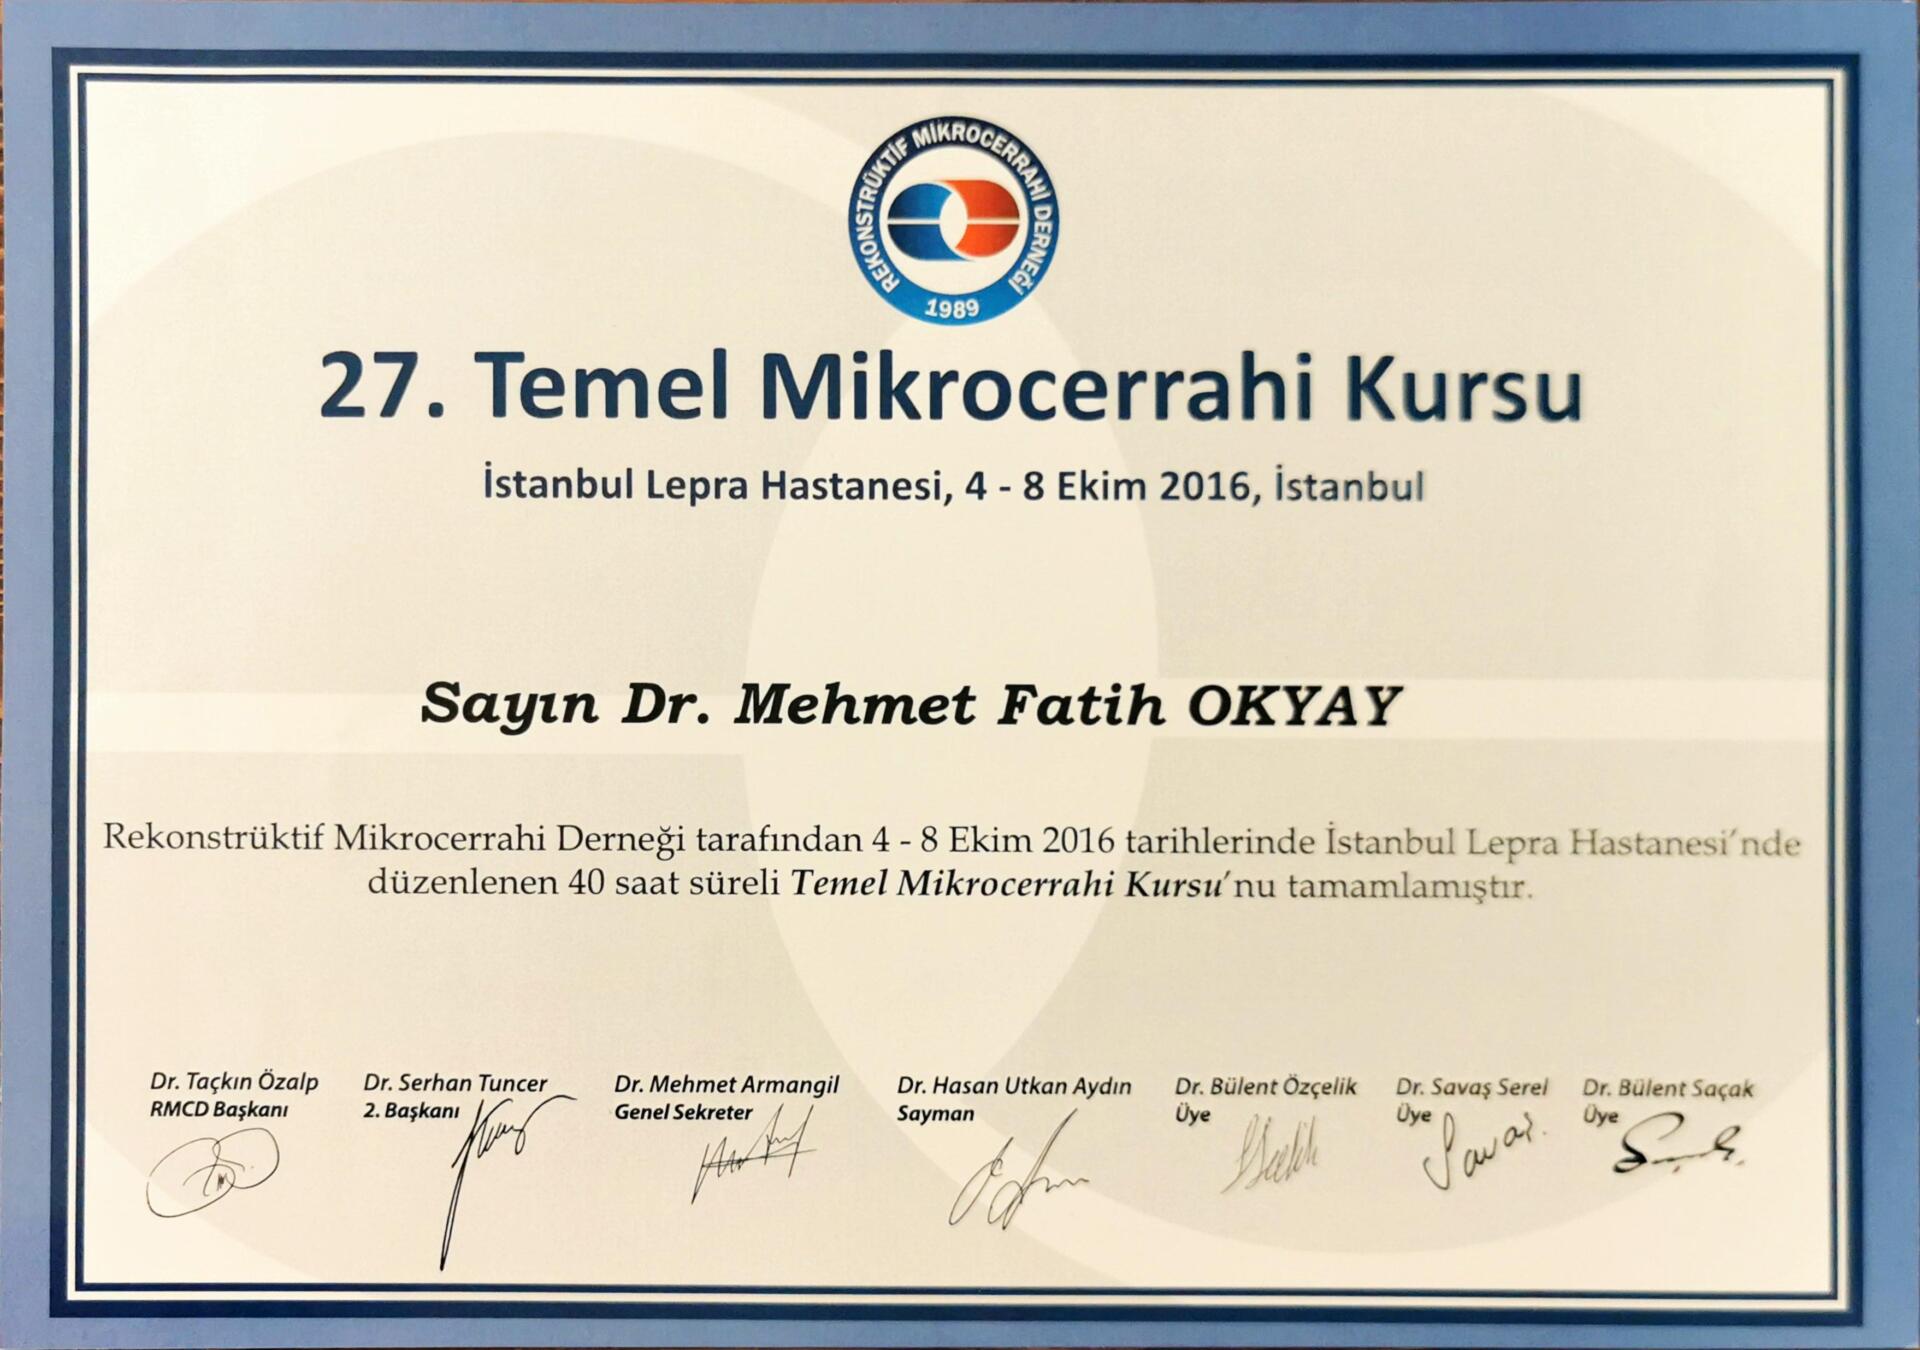 REKONSTRÜKTİF MİKROCERRAHİ DERNEĞİ
1989
27. Temel Mikrocerrahi Kursu
İstanbul Lepra Hastanesi, 4 - 8 Ekim 2016, İstanbul
Sayın Dr. Mehmet Fatih OKYAY
Rekonstrüktif Mikrocerrahi Derneği tarafından 4 - 8 Ekim 2016 tarihlerinde İstanbul Lepra Hastanesi'nde
düzenlenen 40 saat süreli Temel Mikrocerrahi Kursu'nu tamamlamıştır.
Dr. Taçkın Özalp Dr. Serhan Tuncer Dr. Mehmet Armangil Dr. Hasan Utkan Aydın Dr. Bülent Özçelik Dr. Savaş Serel Dr. Bülent Saçak
RMCD Başkanı 2. Başkanı Genel Sekreter Sayman Üye Üye Üye